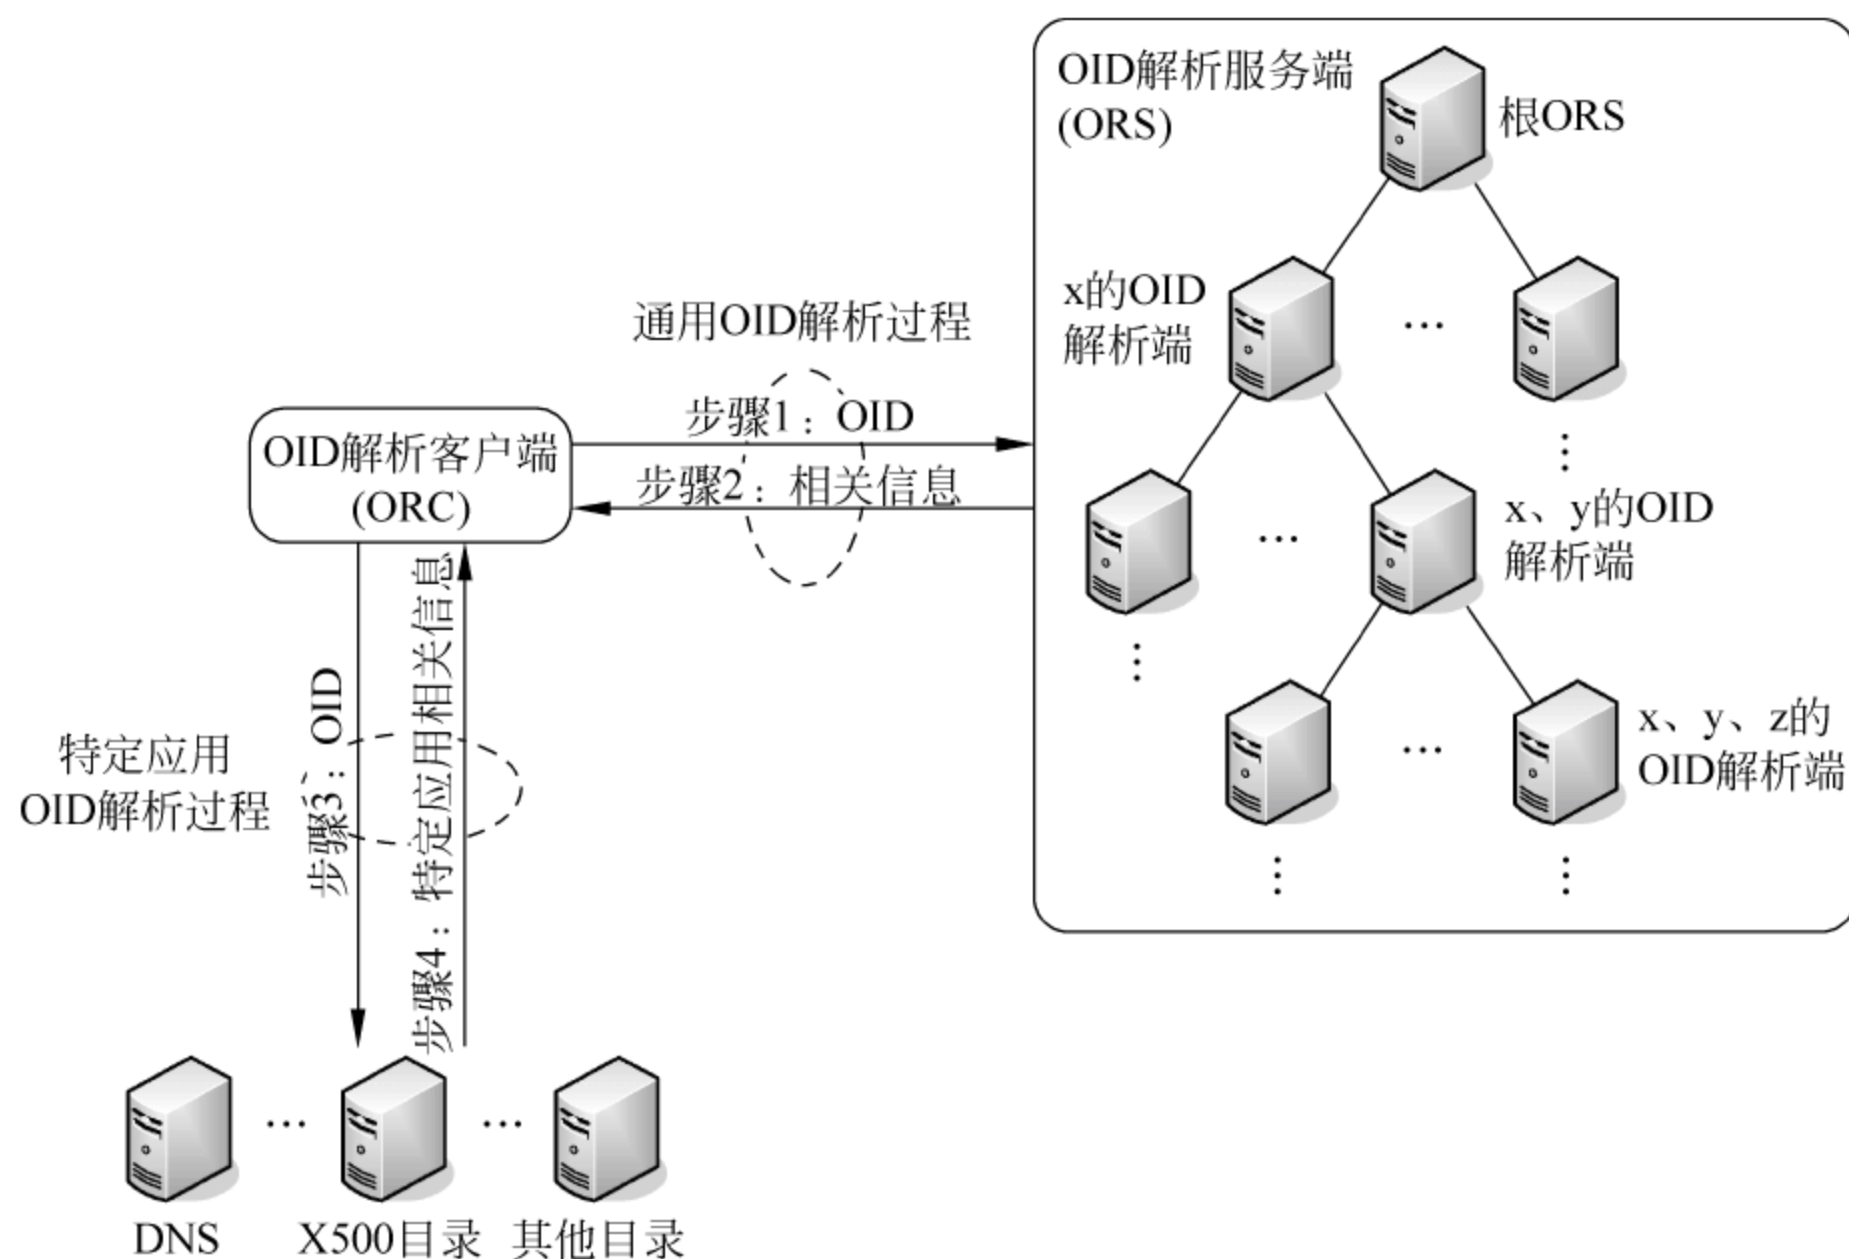 OID解析服务端
(ORS)
根ORS
x的OID
解析端
通用OID解析过程
步骤1：OID
步骤2：相关信息
OID解析客户端
(ORC)
x、y的OID
解析端
x、y、z的
OID解析端
特定应用
OID解析过程
步骤3：OID
步骤4：特定应用相关信息
...
DNS
X500目录
其他目录